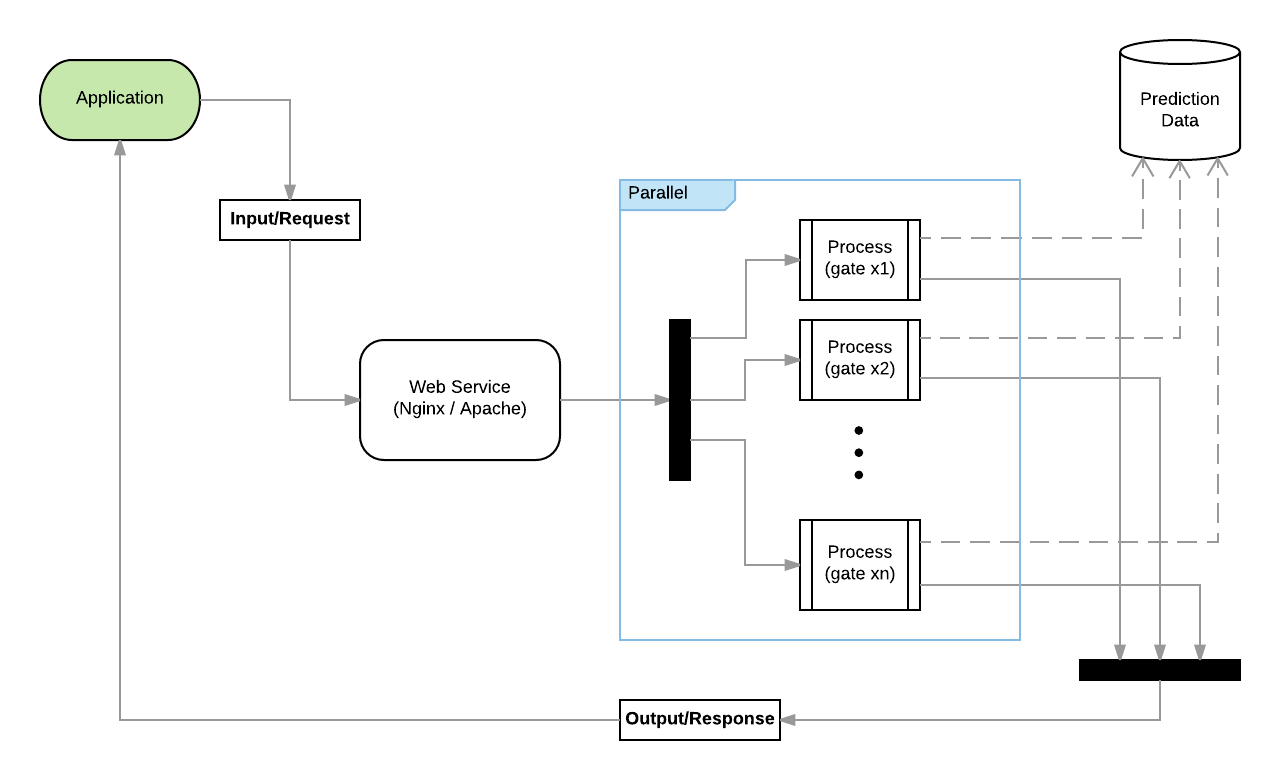 Application
Prediction
Data
Parallel
Input/Request
Process
(gate x1)
Process
(gate x2)
Web Service
(Nginx / Apache)
Process
(gate xn)
Output/Response